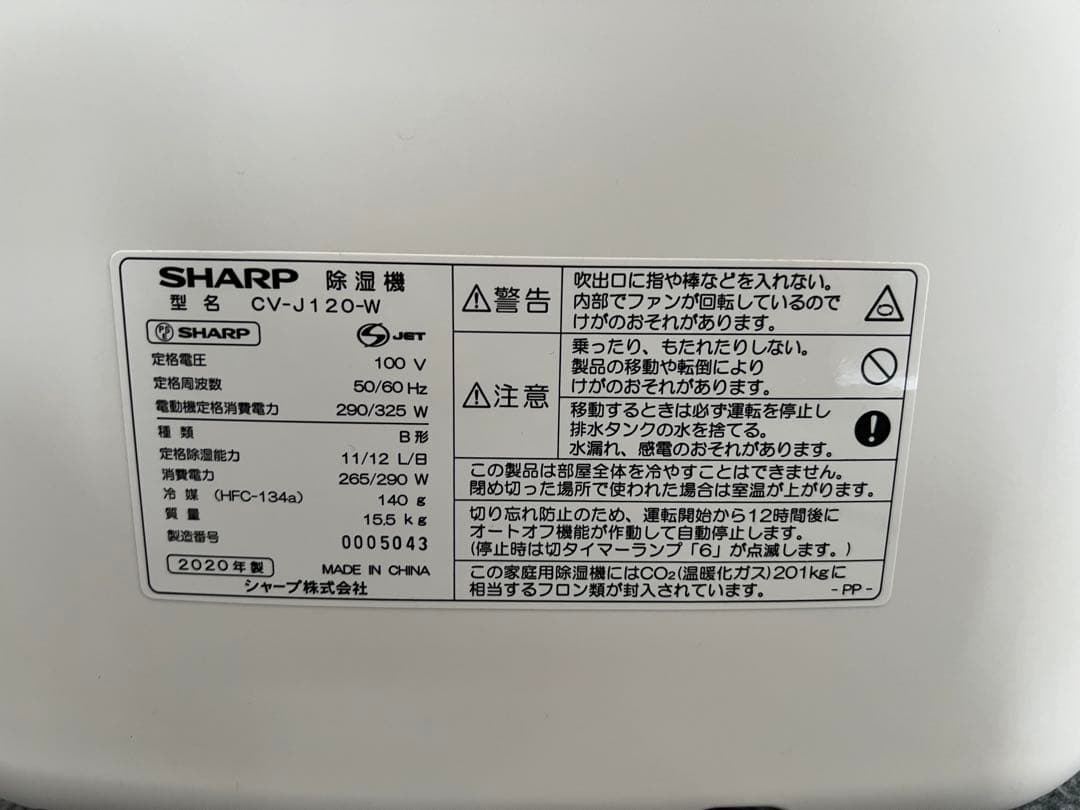 SHARP 除湿機
型名 CV-J120-W
PSE SHARP
S JET
定格電圧 100 V
定格周波数 50/60 Hz
電動機定格消費電力 290/325 W
種類 B形
定格除湿能力 11/12 L/日
消費電力 265/290 W
冷媒 (HFC-134a) 140 g
質量 15.5 kg
製造番号 0005043
2020年製 MADE IN CHINA
シャープ株式会社
警告
吹出口に指や棒などを入れない。
内部でファンが回転しているので
けがのおそれがあります。
注意
乗ったり、もたれたりしない。
製品の移動や転倒により
けがのおそれがあります。
移動するときは必ず運転を停止し
排水タンクの水を捨てる。
水漏れ、感電のおそれがあります。
この製品は部屋全体を冷やすことはできません。
閉め切った場所で使われた場合は室温が上がります。
切り忘れ防止のため、運転開始から12時間後に
オートオフ機能が作動して自動停止します。
(停止時は切タイマーランプ「6」が点滅します。)
この家庭用除湿機にはCO₂(温暖化ガス)201kgに
相当するフロン類が封入されています。 -PP-